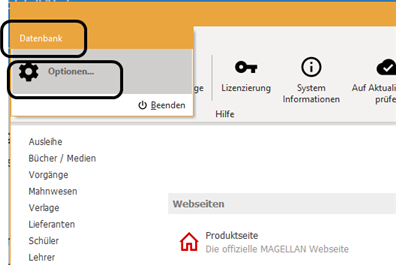 Datenbank
Optionen...
Beenden
ge
Lizenzierung
System
Informationen
Auf Aktualis
prüfe
Hilfe
Ausleihe
Bücher / Medien
Vorgänge
Mahnwesen
Verlage
Lieferanten
Schüler
Lehrer
Webseiten
Produktseite
Die offizielle MAGELLAN Webseite